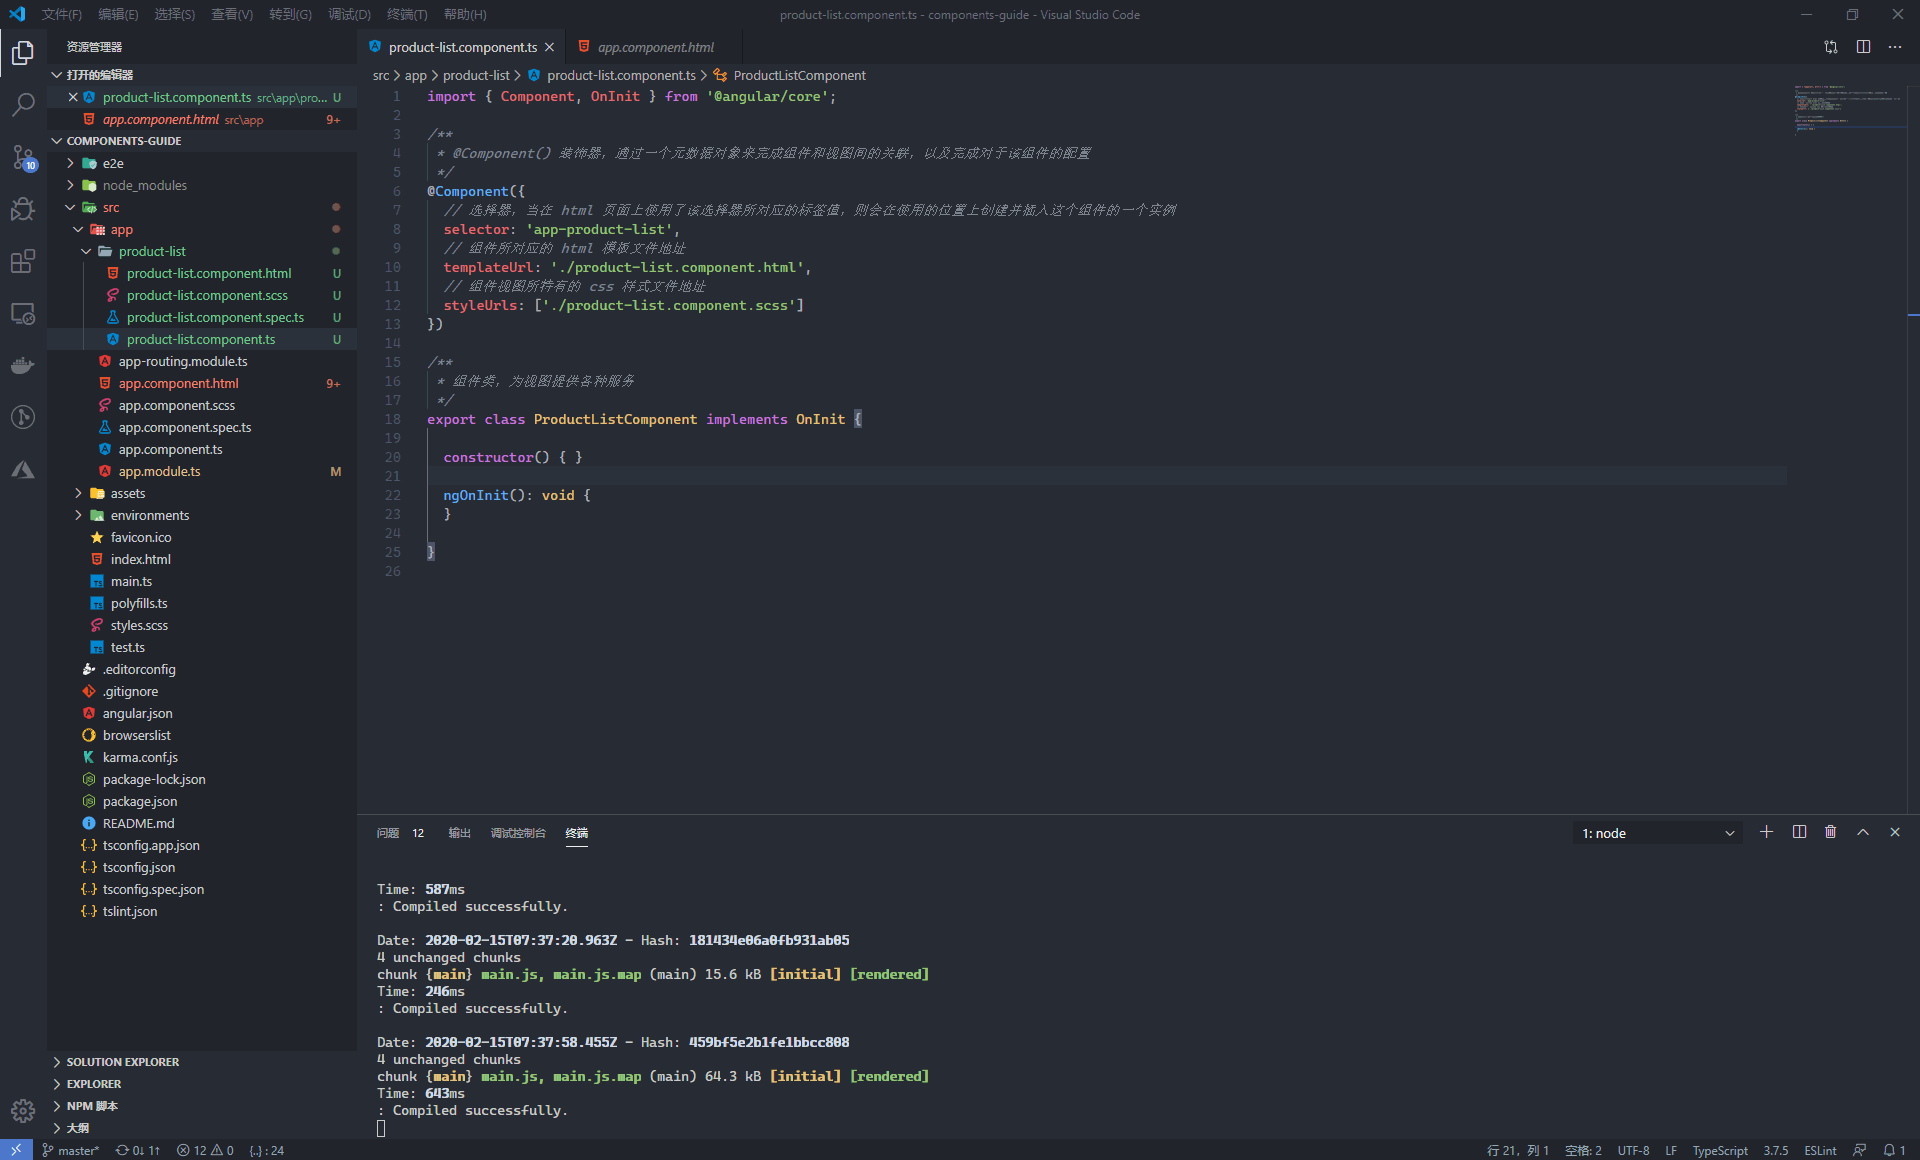 文件(F) 编辑(E) 选择(S) 查看(V) 转到(G) 调试(D) 终端(T) 帮助(H)
product-list.component.ts - components-guide - Visual Studio Code
资源管理器
打开的编辑器
product-list.component.ts src\app\pro... U
app.component.html src\app 9+
COMPONENTS-GUIDE
e2e
node_modules
src
app
product-list
product-list.component.html U
product-list.component.scss U
product-list.component.spec.ts U
product-list.component.ts U
app-routing.module.ts
app.component.html 9+
app.component.scss
app.component.spec.ts
app.component.ts
app.module.ts M
assets
environments
favicon.ico
index.html
main.ts
polyfills.ts
styles.scss
test.ts
.editorconfig
.gitignore
angular.json
browserslist
karma.conf.js
package-lock.json
package.json
README.md
tsconfig.app.json
tsconfig.json
tsconfig.spec.json
tslint.json
SOLUTION EXPLORER
EXPLORER
NPM 脚本
大纲
10
product-list.component.ts
app.component.html
src > app > product-list > product-list.component.ts > ProductListComponent
1 import { Component, OnInit } from '@angular/core';
2
3 /**
4 * @Component() 装饰器，通过一个元数据对象来完成组件和视图间的关联，以及完成对于该组件的配置
5 */
6 @Component({
7 // 选择器，当在 html 页面上使用了该选择器所对应的标签值，则会在使用的位置上创建并插入这个组件的一个实例
8 selector: 'app-product-list',
9 // 组件所对应的 html 模板文件地址
10 templateUrl: './product-list.component.html',
11 // 组件视图所持有的 css 样式文件地址
12 styleUrls: ['./product-list.component.scss']
13 })
14
15 /**
16 * 组件类，为视图提供各种服务
17 */
18 export class ProductListComponent implements OnInit {
19
20 constructor() { }
21
22 ngOnInit(): void {
23 }
24
25 }
26
问题 12 输出 调试控制台 终端
1: node
Time: 587ms
: Compiled successfully.
Date: 2020-02-15T07:37:20.963Z - Hash: 181434e06a0fb931ab05
4 unchanged chunks
chunk {main} main.js, main.js.map (main) 15.6 kB [initial] [rendered]
Time: 246ms
: Compiled successfully.
Date: 2020-02-15T07:37:58.455Z - Hash: 459bf5e2b1fe1bbcc808
4 unchanged chunks
chunk {main} main.js, main.js.map (main) 64.3 kB [initial] [rendered]
Time: 643ms
: Compiled successfully.
master* 0↓ 1↑ 12 0 {..} : 24
行 21，列 1 空格: 2 UTF-8 LF TypeScript 3.7.5 ESLint 1